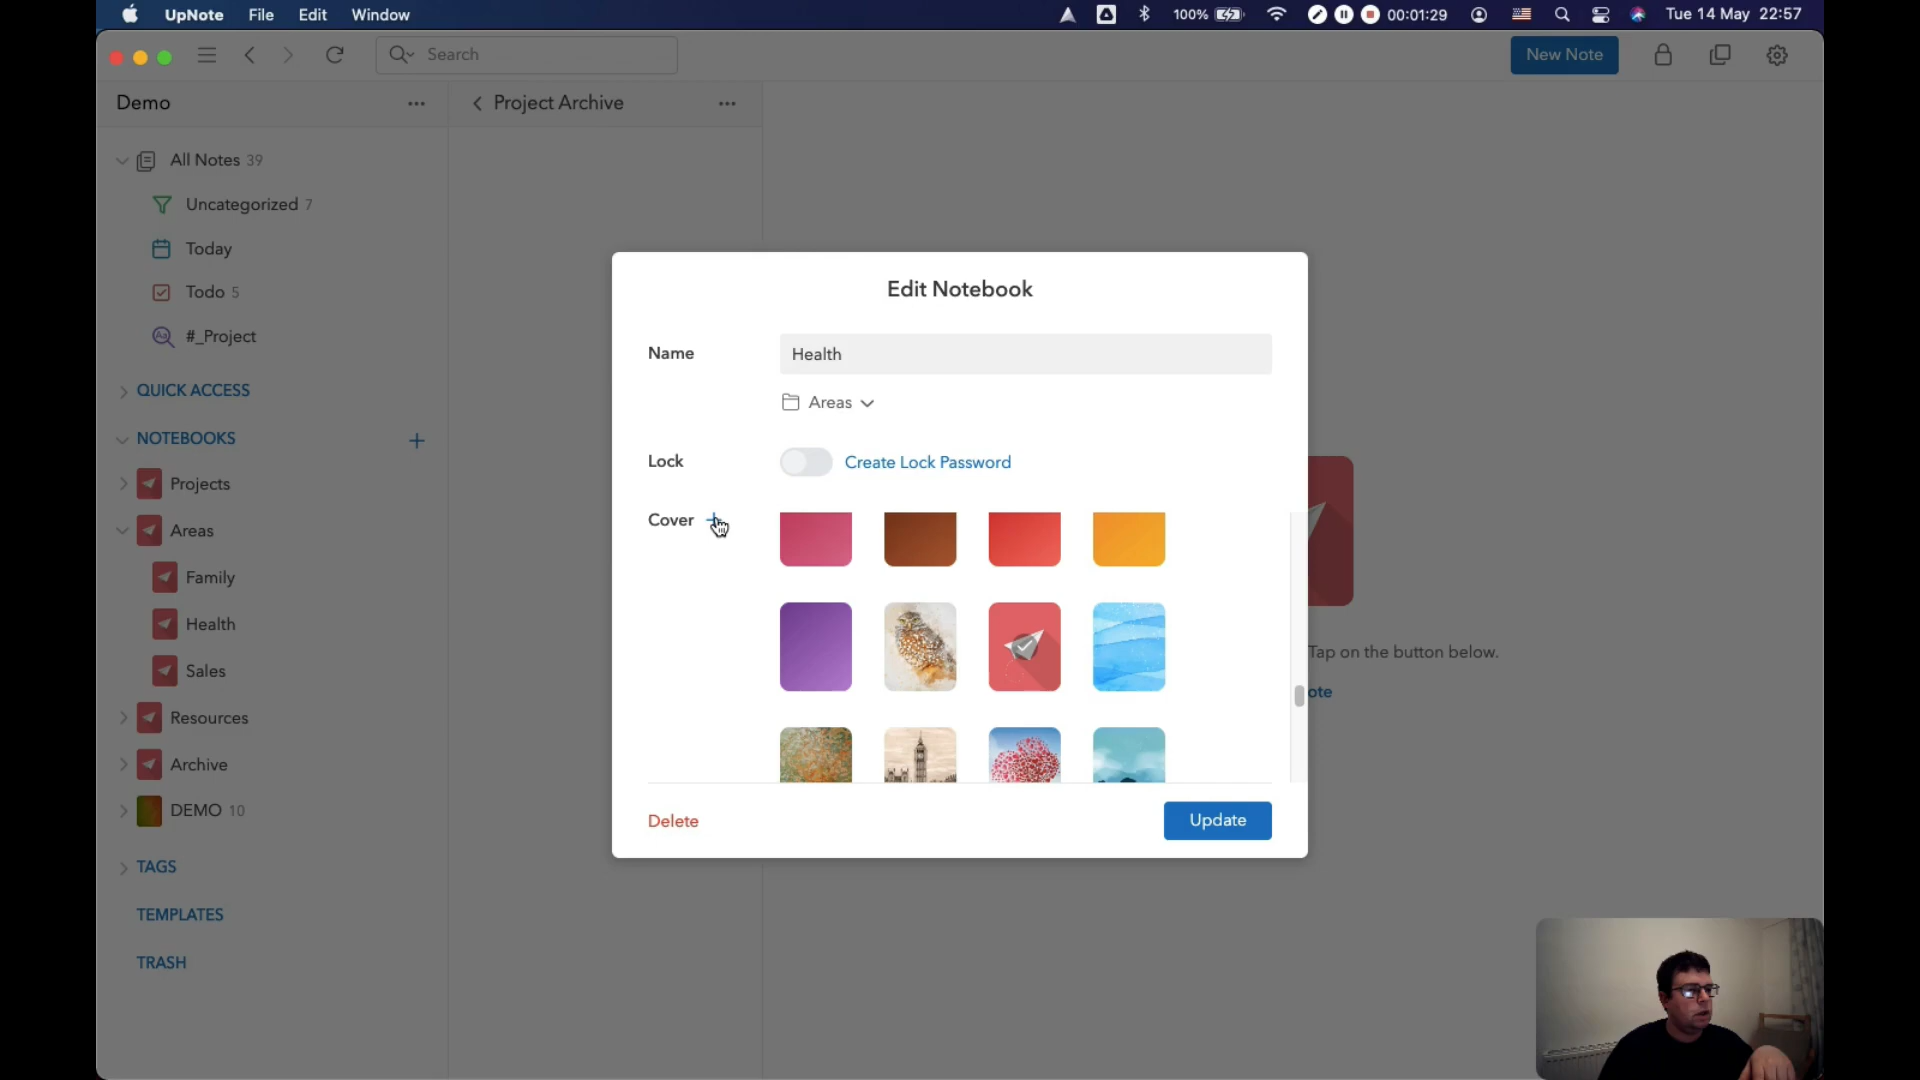 UpNote File Edit Window 100% 00:01:29 Tue 14 May 22:57
Search New Note
Demo
Project Archive
All Notes 39
Uncategorized 7
Today
Todo 5
#_Project
QUICK ACCESS
NOTEBOOKS
Projects
Areas
Family
Health
Sales
Resources
Archive
DEMO 10
TAGS
TEMPLATES
TRASH
Edit Notebook
Name Health
Areas
Lock Create Lock Password
Cover
Delete Update
Tap on the button below.
ote